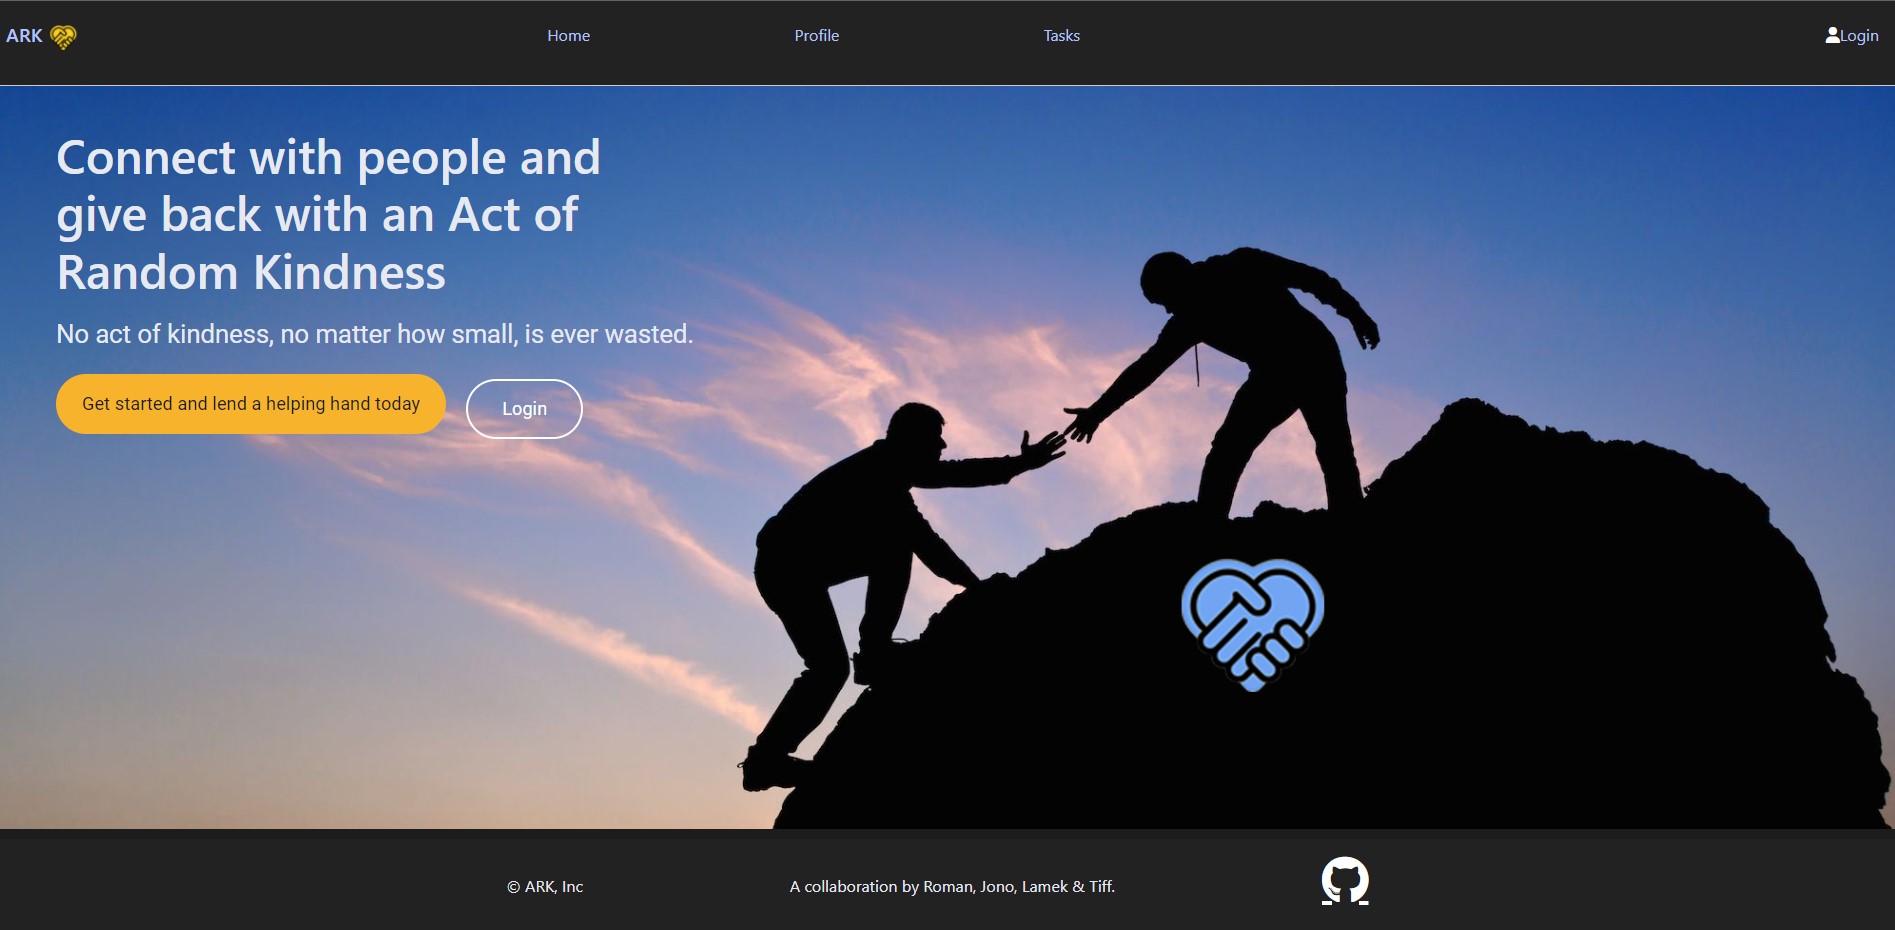 ARK
Home
Profile
Tasks
Login
Connect with people and
give back with an Act of
Random Kindness
No act of kindness, no matter how small, is ever wasted.
Get started and lend a helping hand today
Login
© ARK, Inc
A collaboration by Roman, Jono, Lamek & Tiff.